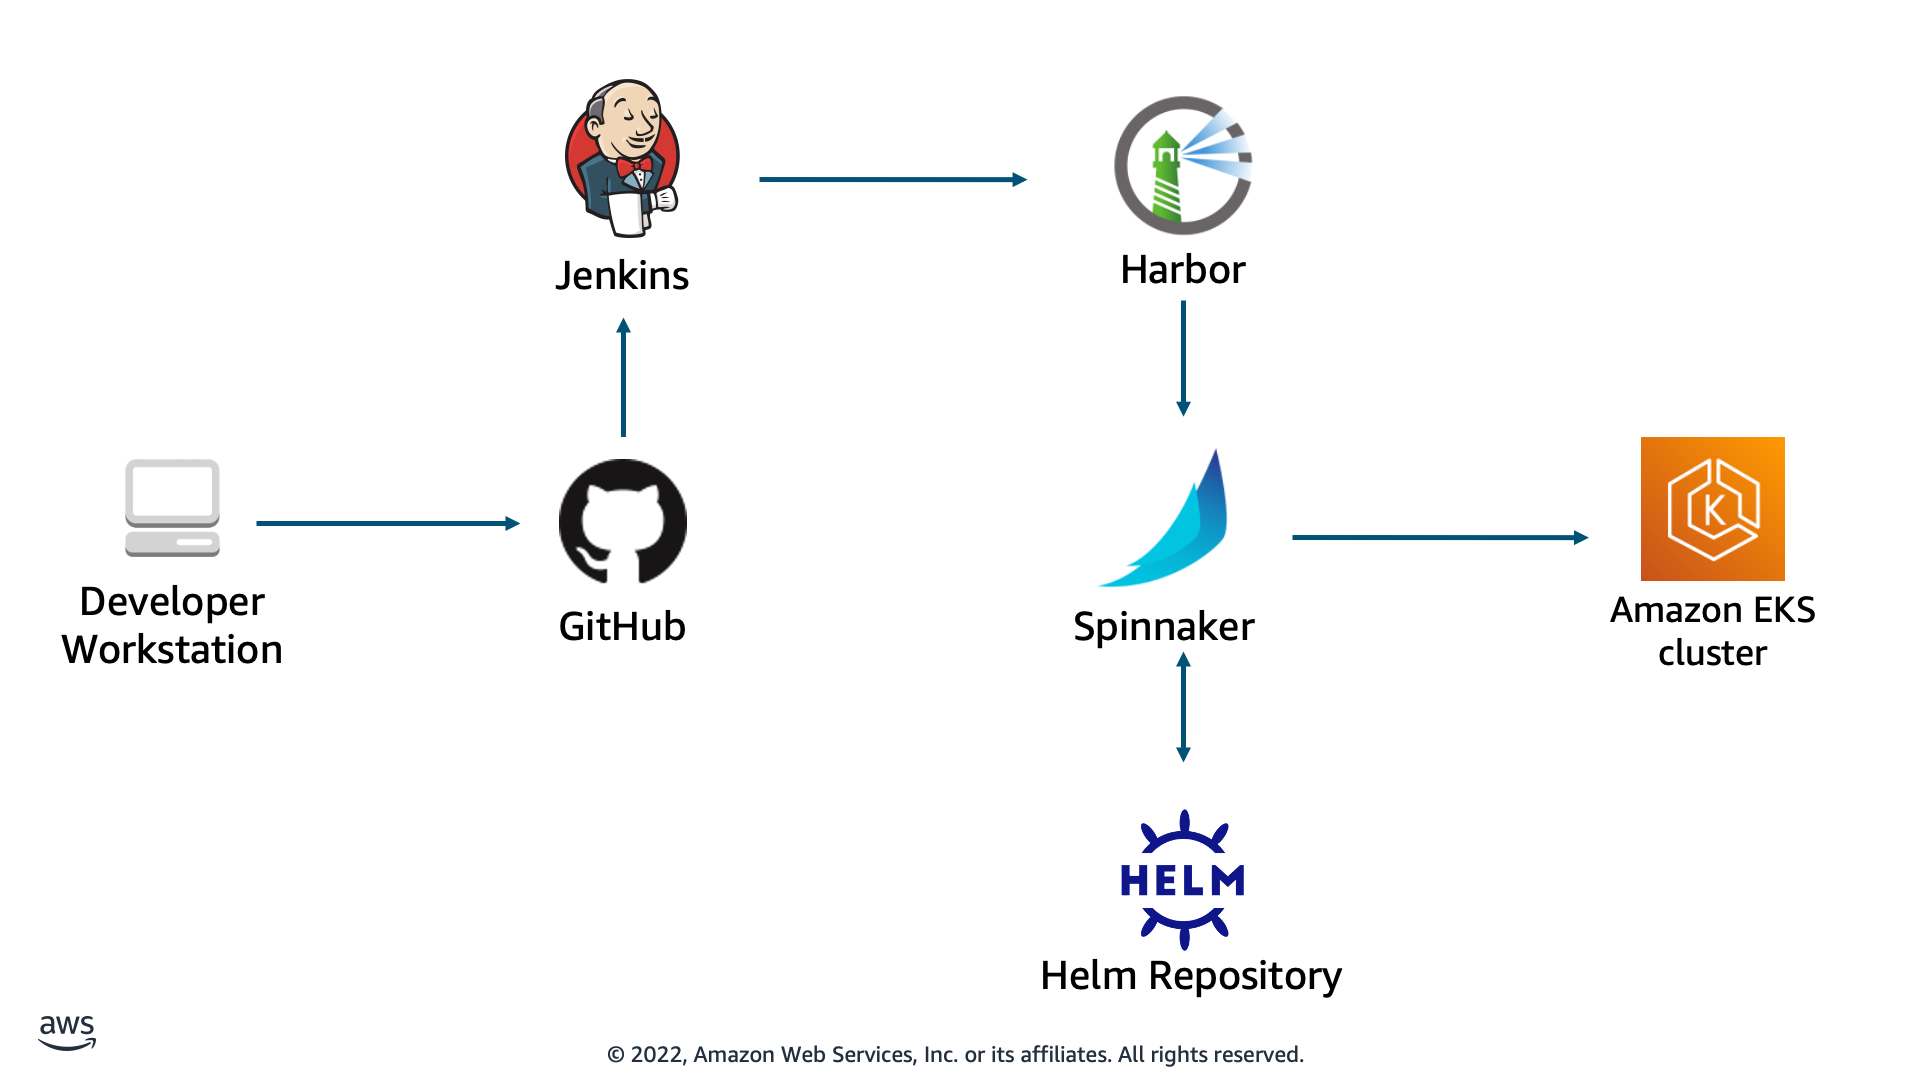 Jenkins
Harbor
Developer
Workstation
GitHub
Spinnaker
K
Amazon EKS
cluster
HELM
Helm Repository
aws
© 2022, Amazon Web Services, Inc. or its affiliates. All rights reserved.